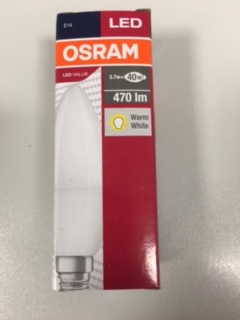 E14
LED
OSRAM
LED VALUE
5.7W=40W
470 lm
Warm
White